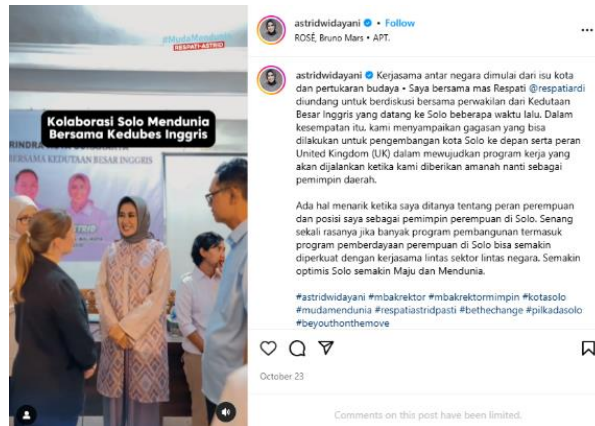 #MudaMendunia
RESPATI-ASTRID
Kolaborasi Solo Mendunia
Bersama Kedubes Inggris
BERSAMA KEDUTAAN BESAR INGGRIS
astridwidayani • Follow
ROSÉ, Bruno Mars • APT.
astridwidayani Kerjasama antar negara dimulai dari isu kota
dan pertukaran budaya • Saya bersama mas Respati @respatiardi
diundang untuk berdiskusi bersama perwakilan dari Kedutaan
Besar Inggris yang datang ke Solo beberapa waktu lalu. Dalam
kesempatan itu, kami menyampaikan gagasan yang bisa
dilakukan untuk pengembangan kota Solo ke depan serta peran
United Kingdom (UK) dalam mewujudkan program kerja yang
akan dijalankan ketika kami diberikan amanah nanti sebagai
pemimpin daerah.
Ada hal menarik ketika saya ditanya tentang peran perempuan
dan posisi saya sebagai pemimpin perempuan di Solo. Senang
sekali rasanya jika banyak program pembangunan termasuk
program pemberdayaan perempuan di Solo bisa semakin
diperkuat dengan kerjasama lintas sektor lintas negara. Semakin
optimis Solo semakin Maju dan Mendunia.
#astridwidayani #mbakrektor #mbakrektormimpin #kotasolo
#mudamendunia #respatiastridpasti #bethechange #pilkadasolo
#beyouthonthemove
October 23
Comments on this post have been limited.